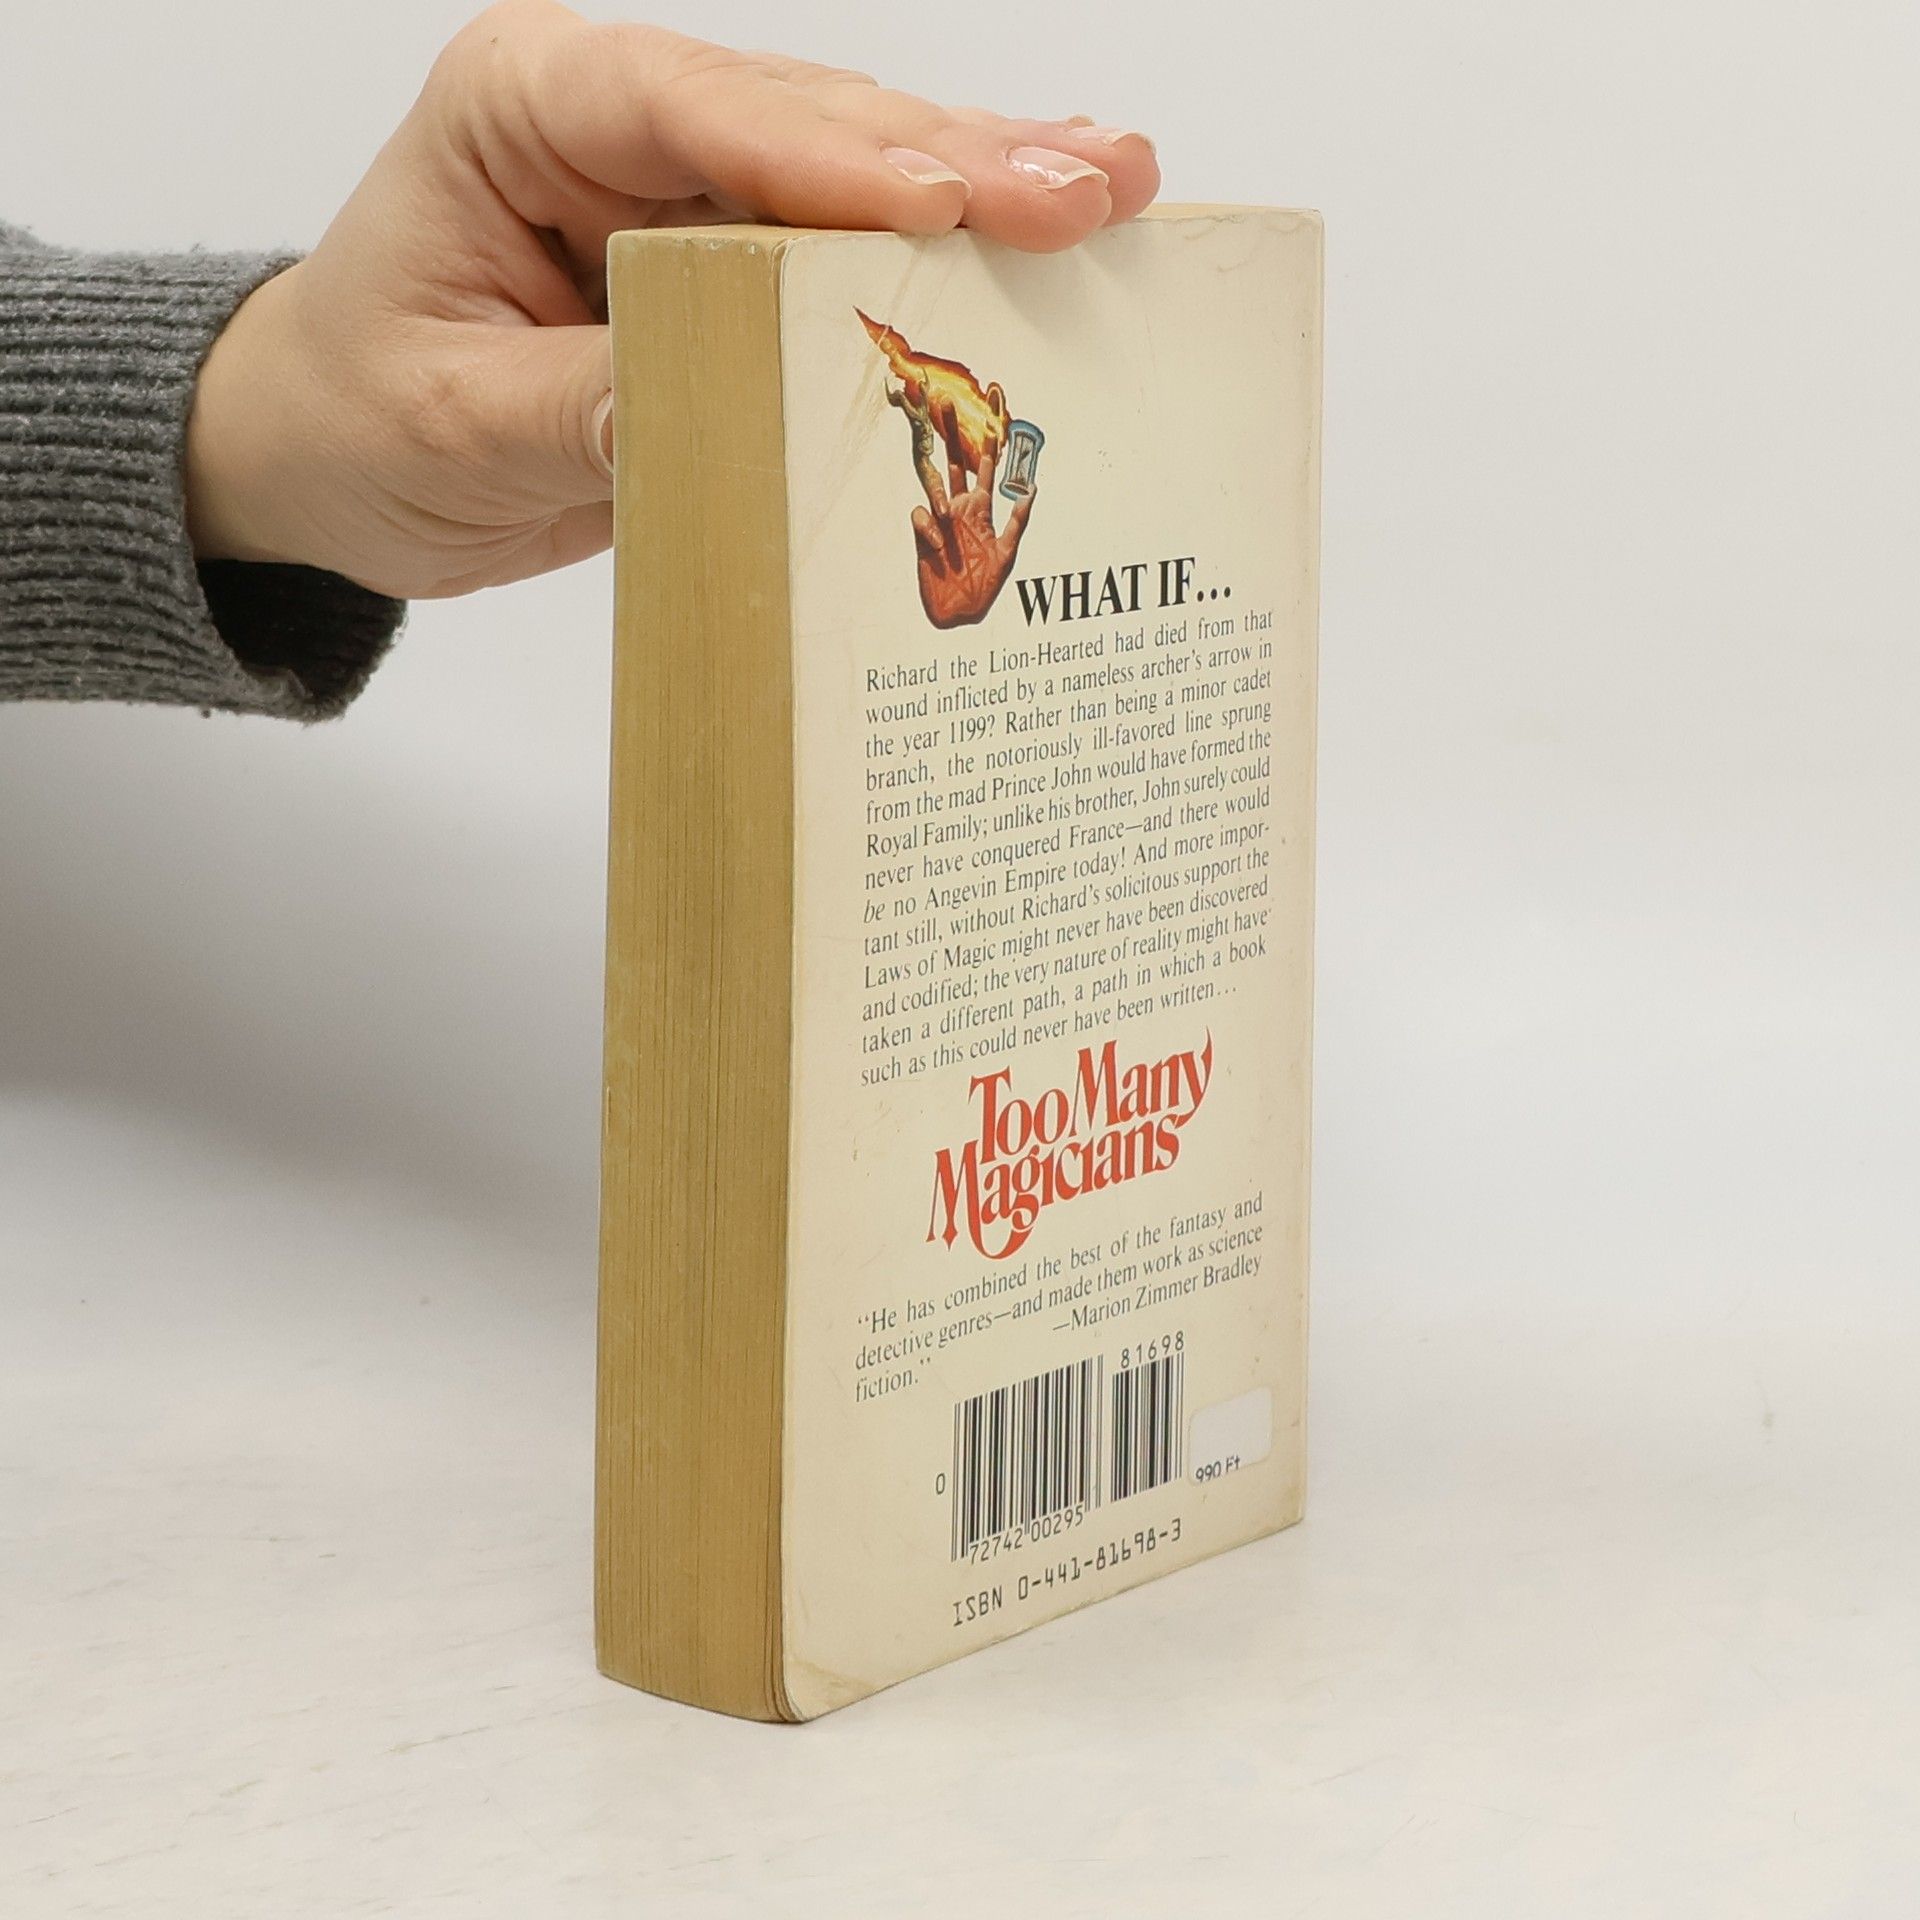 WHAT IF...
Richard the Lion-Hearted had died from that
wound inflicted by a nameless archer's arrow in
the year 1199? Rather than being a minor cadet
branch, the notoriously ill-favored line sprung
from the mad Prince John would have formed the
Royal Family; unlike his brother, John surely could
never have conquered France—and there would
be no Angevin Empire today! And more impor-
tant still, without Richard's solicitous support the
Laws of Magic might never have been discovered
and codified; the very nature of reality might have
taken a different path, a path in which a book
such as this could never have been written...
Too Many
Magicians
“He has combined the best of the fantasy and
detective genres—and made them work as science
fiction.”
—Marion Zimmer Bradley
81698
0
72742 00295
990 Ft
ISBN 0-441-81698-3